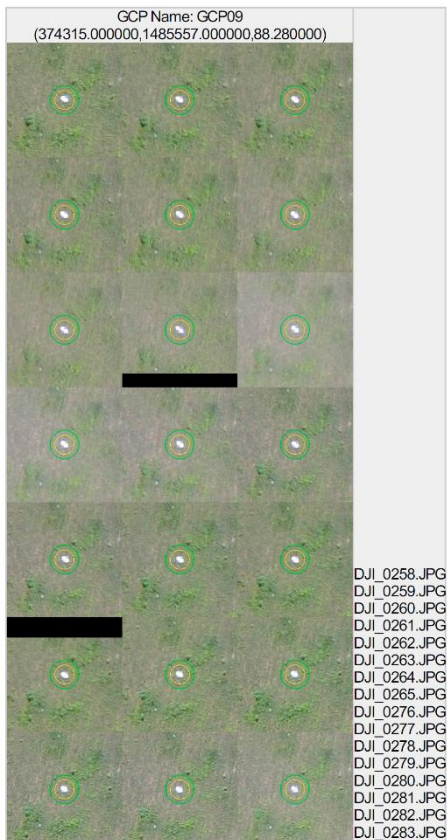 GCP Name: GCP09
(374315.000000,1485557.000000,88.280000)
DJI_0258.JPG
DJI_0259.JPG
DJI_0260.JPG
DJI_0261.JPG
DJI_0262.JPG
DJI_0263.JPG
DJI_0264.JPG
DJI_0265.JPG
DJI_0276.JPG
DJI_0277.JPG
DJI_0278.JPG
DJI_0279.JPG
DJI_0280.JPG
DJI_0281.JPG
DJI_0282.JPG
DJI_0283.JPG